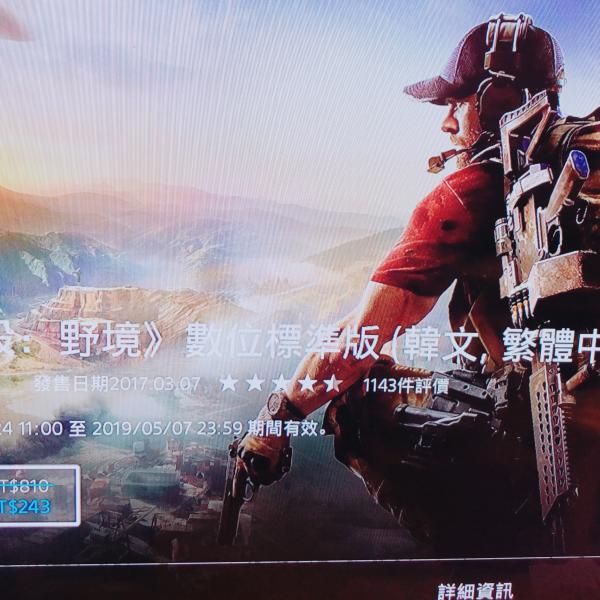 ：野境》 數位標準版 (韓文, 繁體中
發售日期2017.03.07 ★★★★⯨ 1143件評價
24 11:00 至 2019/05/07 23:59 期間有效。
T$810
T$243
詳細資訊